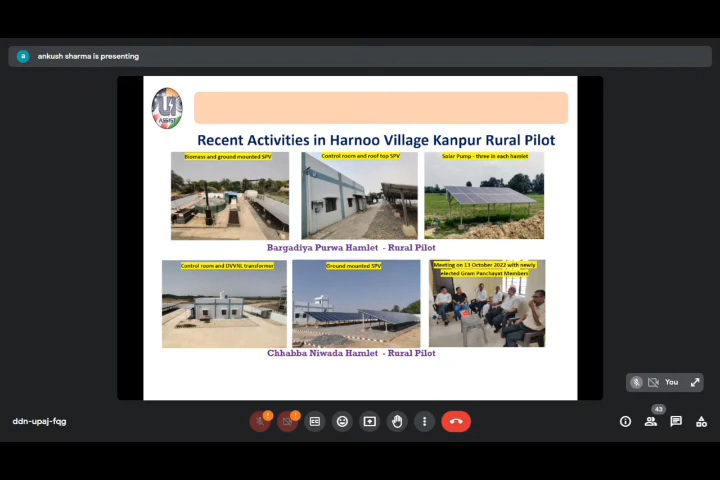 a ankush sharma is presenting
UI
ASSIST
Recent Activities in Harnoo Village Kanpur Rural Pilot
Biomass and ground mounted SPV
Control room and roof top SPV
Solar Pump - three in each hamlet
Bargadiya Purwa Hamlet - Rural Pilot
Control room and DVVNL transformer
Ground mounted SPV
Meeting on 13 October 2022 with newly
elected Gram Panchayat Members
Chhabba Niwada Hamlet - Rural Pilot
You
43
ddn-upaj-fqg